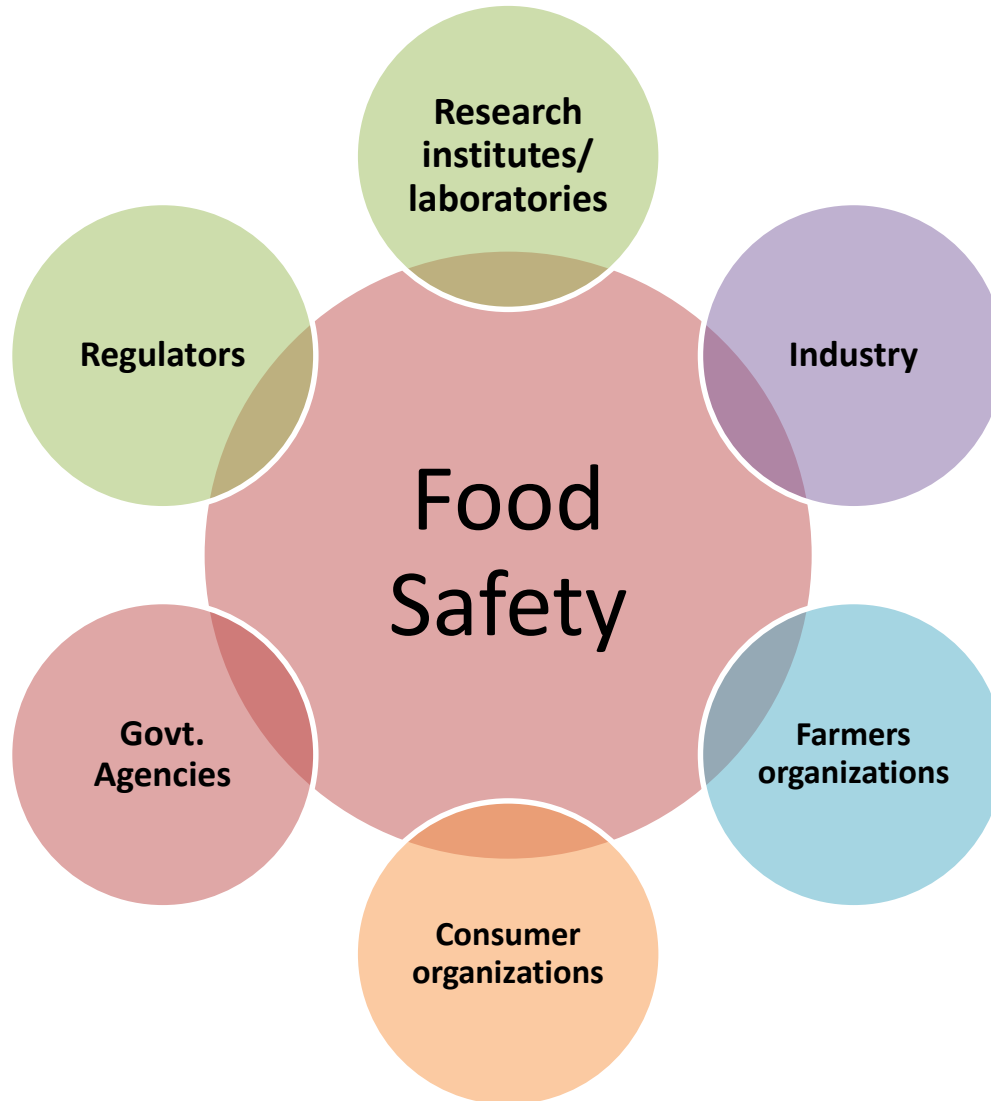 Research
institutes/
laboratories
Regulators
Industry
Food
Safety
Govt.
Agencies
Farmers
organizations
Consumer
organizations